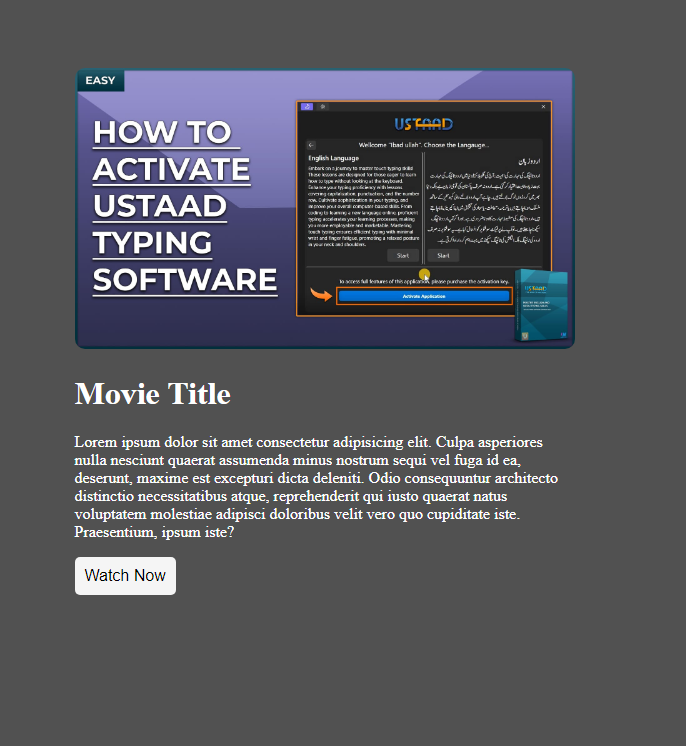 EASY
HOW TO
ACTIVATE
USTAAD
TYPING
SOFTWARE
USTAAD
Wellcome "Ibad ullah". Choose the Langauge...
English Language
Embark on a journey to master touch typing skills!
These lessons are designed for those eager to learn
how to type without looking at the keyboard.
Enhance your typing proficiency with lessons
covering capitalization, punctuation, and the number
row. Cultivate sophistication in your typing, and
improve your overall computer-based skills. From
coding to learning a new language online, proficient
typing accelerates your learning processes, making
you more employable and marketable. Mastering
touch typing ensures efficient typing with minimal
wrist and finger fatigue, promoting a relaxed posture
in your neck and shoulders.
Start
اردو زبان
Start
To access full features of this application, please purchase the activation key.
Activate Application
USTAAD
Movie Title
Lorem ipsum dolor sit amet consectetur adipisicing elit. Culpa asperiores
nulla nesciunt quaerat assumenda minus nostrum sequi vel fuga id ea,
deserunt, maxime est excepturi dicta deleniti. Odio consequuntur architecto
distinctio necessitatibus atque, reprehenderit qui iusto quaerat natus
voluptatem molestiae adipisci doloribus velit vero quo cupiditate iste.
Praesentium, ipsum iste?
Watch Now